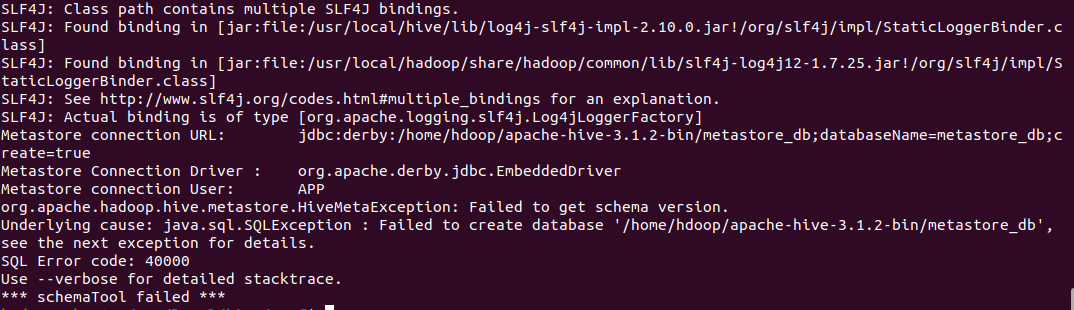 SLF4J: Class path contains multiple SLF4J bindings.
SLF4J: Found binding in [jar:file:/usr/local/hive/lib/log4j-slf4j-impl-2.10.0.jar!/org/slf4j/impl/StaticLoggerBinder.c
lass]
SLF4J: Found binding in [jar:file:/usr/local/hadoop/share/hadoop/common/lib/slf4j-log4j12-1.7.25.jar!/org/slf4j/impl/S
taticLoggerBinder.class]
SLF4J: See http://www.slf4j.org/codes.html#multiple_bindings for an explanation.
SLF4J: Actual binding is of type [org.apache.logging.slf4j.Log4jLoggerFactory]
Metastore connection URL:        jdbc:derby:/home/hdoop/apache-hive-3.1.2-bin/metastore_db;databaseName=metastore_db;c
reate=true
Metastore Connection Driver :    org.apache.derby.jdbc.EmbeddedDriver
Metastore connection User:       APP
org.apache.hadoop.hive.metastore.HiveMetaException: Failed to get schema version.
Underlying cause: java.sql.SQLException : Failed to create database '/home/hdoop/apache-hive-3.1.2-bin/metastore_db',
see the next exception for details.
SQL Error code: 40000
Use --verbose for detailed stacktrace.
*** schemaTool failed ***